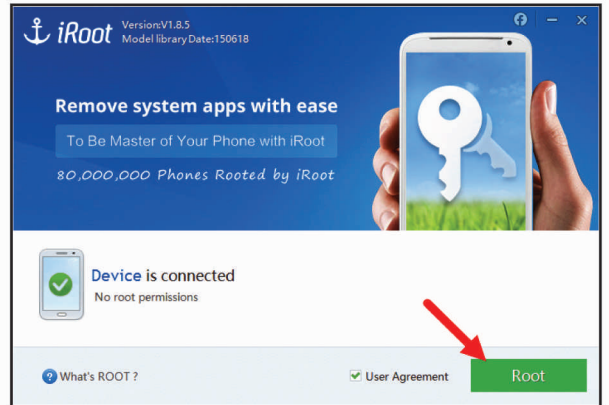 iRoot
Version:V1.8.5
Model library Date:150618
Remove system apps with ease
To Be Master of Your Phone with iRoot
80,000,000 Phones Rooted by iRoot
Device is connected
No root permissions
What's ROOT ?
User Agreement
Root